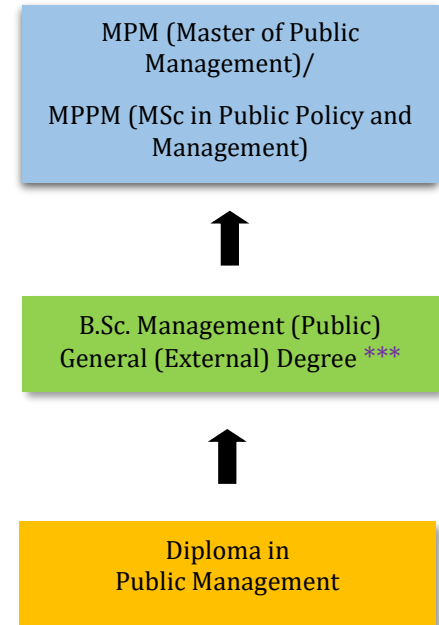 MPM (Master of Public
Management)/
MPPM (MSc in Public Policy and
Management)
B.Sc. Management (Public)
General (External) Degree ***
Diploma in
Public Management